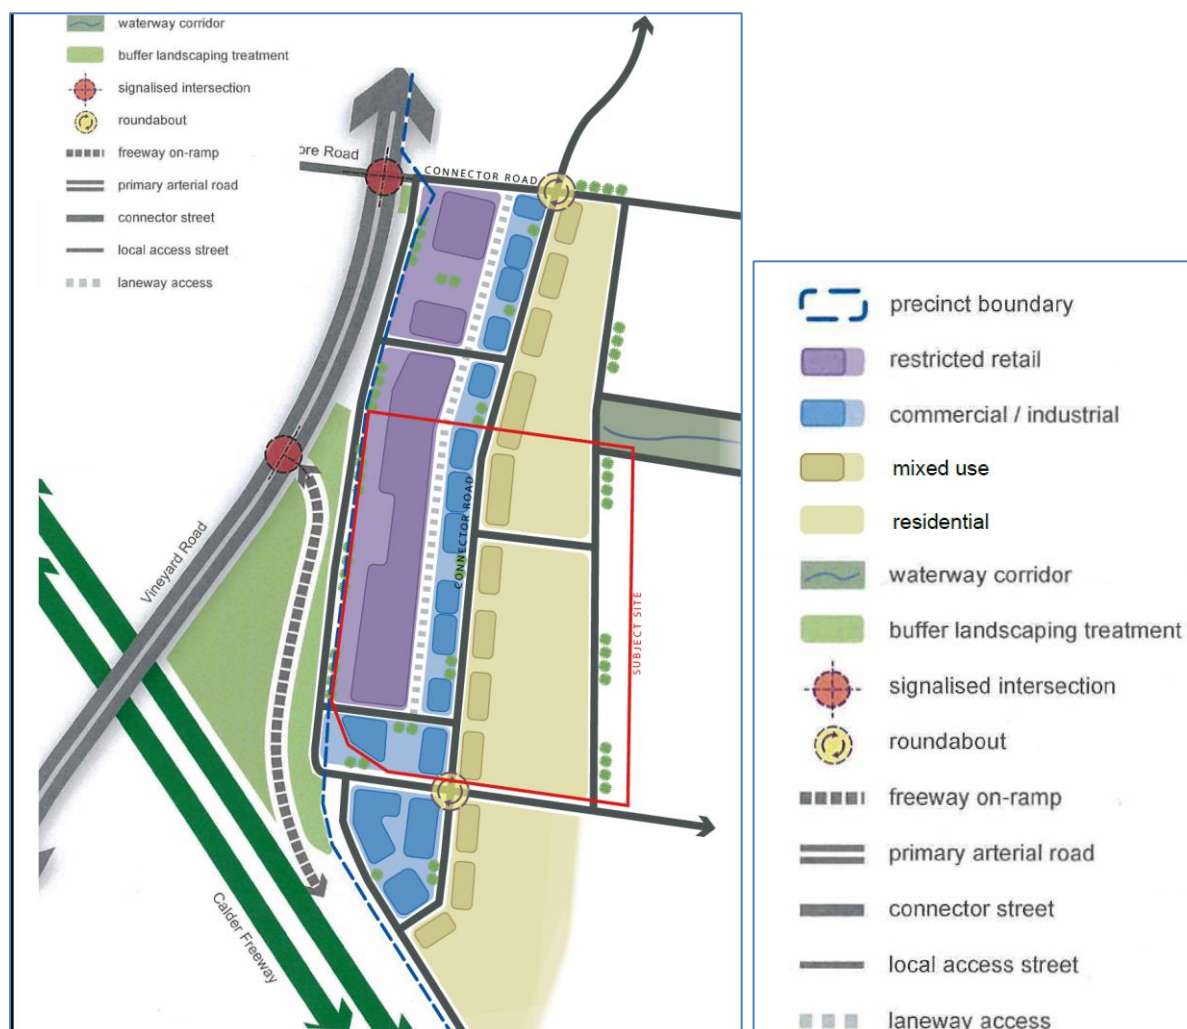 waterway corridor
buffer landscaping treatment
signalised intersection
roundabout
freeway on-ramp
primary arterial road
connector street
local access street
laneway access
ore Road
CONNECTOR ROAD
CONNECTOR ROAD
SUBJECT SITE
Vineyard Road
Calder Freeway
precinct boundary
restricted retail
commercial / industrial
mixed use
residential
waterway corridor
buffer landscaping treatment
signalised intersection
roundabout
freeway on-ramp
primary arterial road
connector street
local access street
laneway access